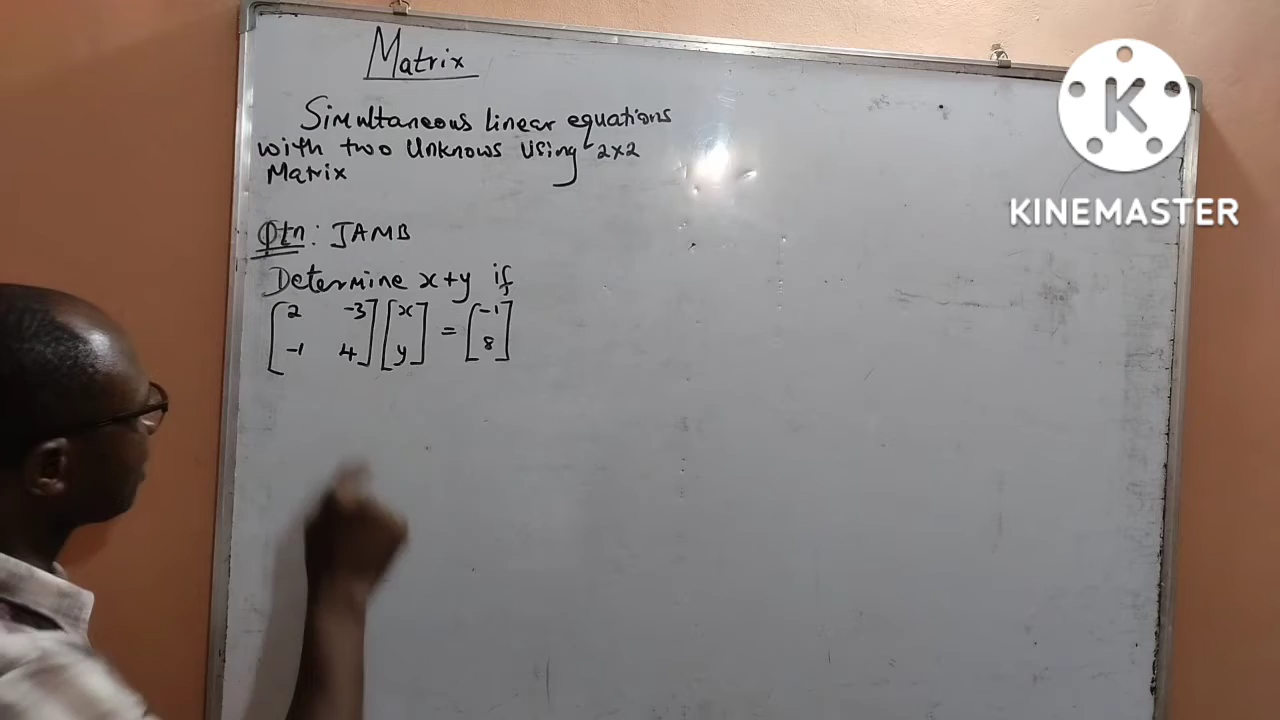 Matrix
Simultaneous linear equations
with two Unknows Using 2x2
Matrix
Qtn: JAMB
Determine x+y if
[2 -3] [x] = [-1]
[-1 4] [y] [8]
K
KINEMASTER